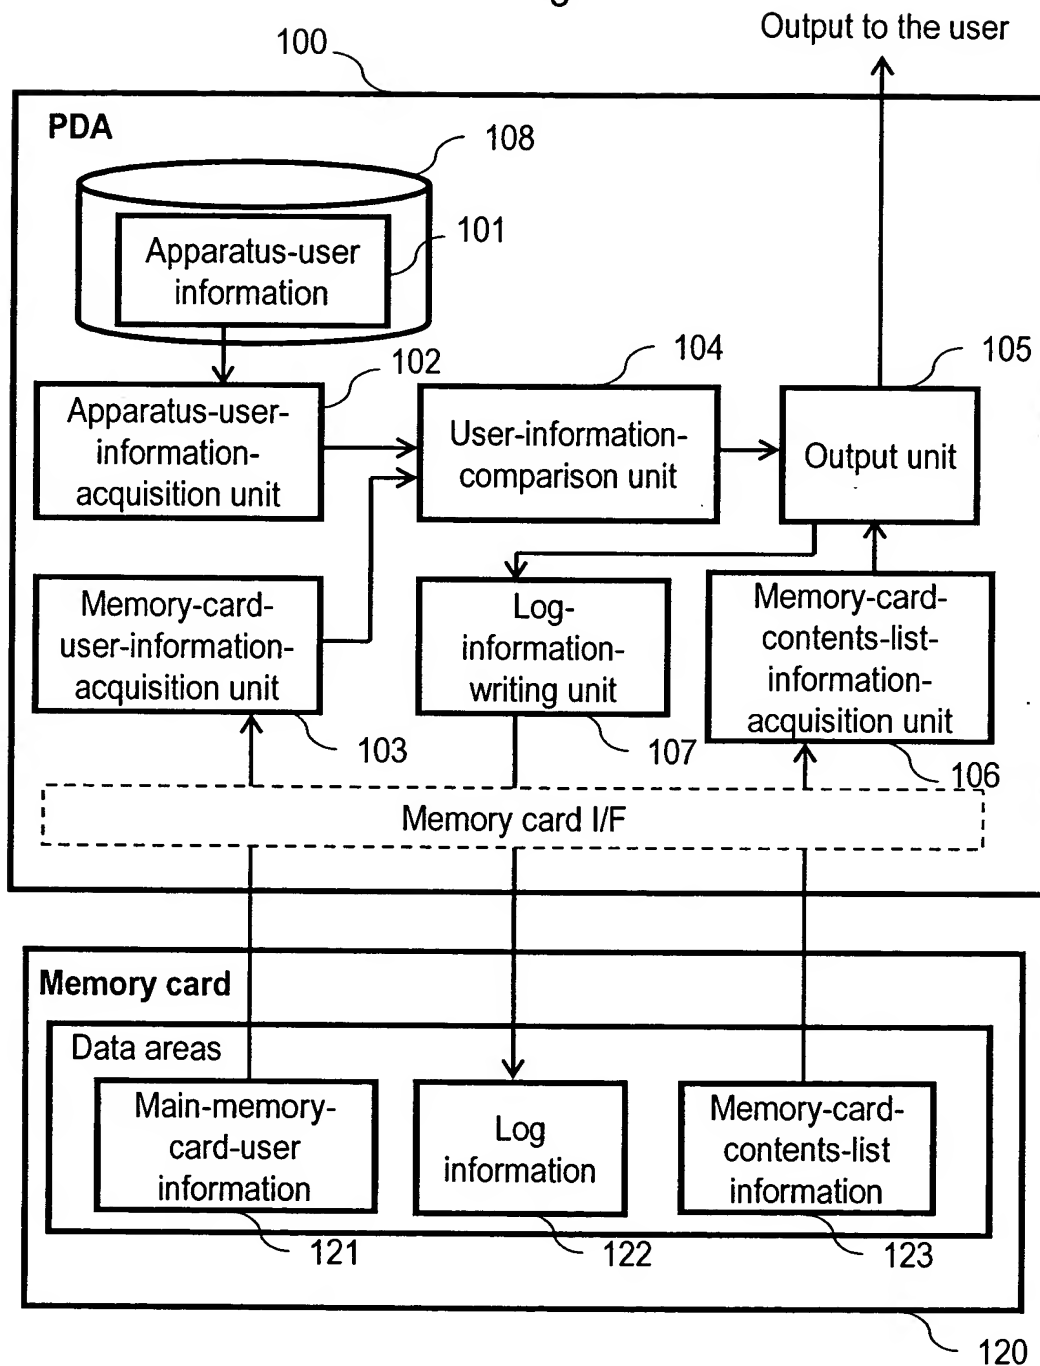 Output to the user
100
PDA
108
101
Apparatus-user
information
102
104
105
Apparatus-user-
information-
acquisition unit
User-information-
comparison unit
Output unit
Memory-card-
user-information-
acquisition unit
Log-
information-
writing unit
Memory-card-
contents-list-
information-
acquisition unit
103
107
106
Memory card I/F
Memory card
Data areas
Main-memory-
card-user
information
Log
information
Memory-card-
contents-list
information
121
122
123
120